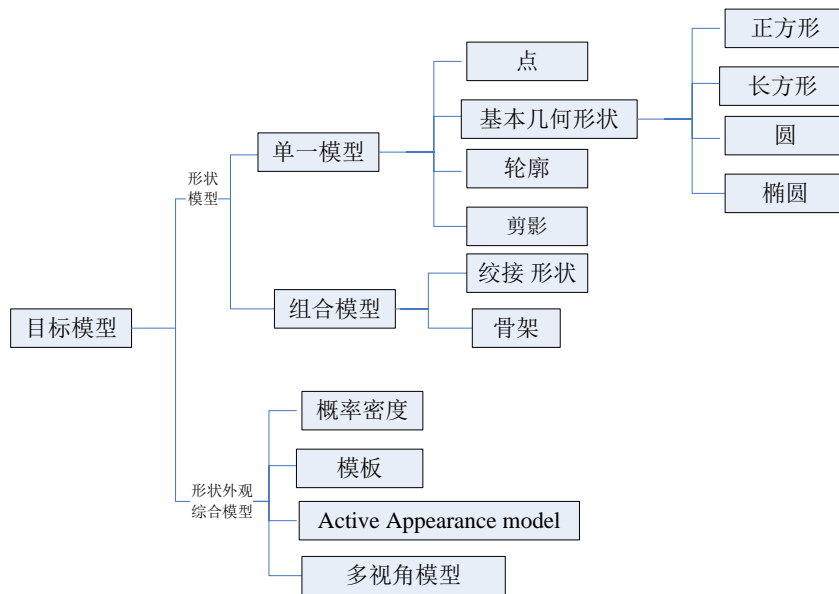 目标模型
形状
模型
单一模型
点
基本几何形状
正方形
长方形
圆
椭圆
轮廓
剪影
组合模型
绞接 形状
骨架
形状外观
综合模型
概率密度
模板
Active Appearance model
多视角模型